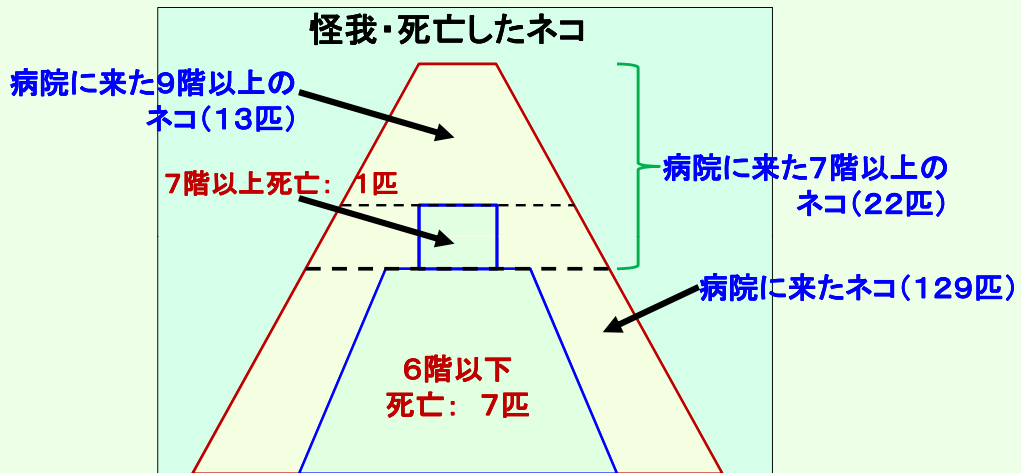 怪我・死亡したネコ
病院に来た9階以上の
ネコ(13匹)
7階以上死亡: 1匹
病院に来た7階以上の
ネコ(22匹)
病院に来たネコ(129匹)
6階以下
死亡: 7匹